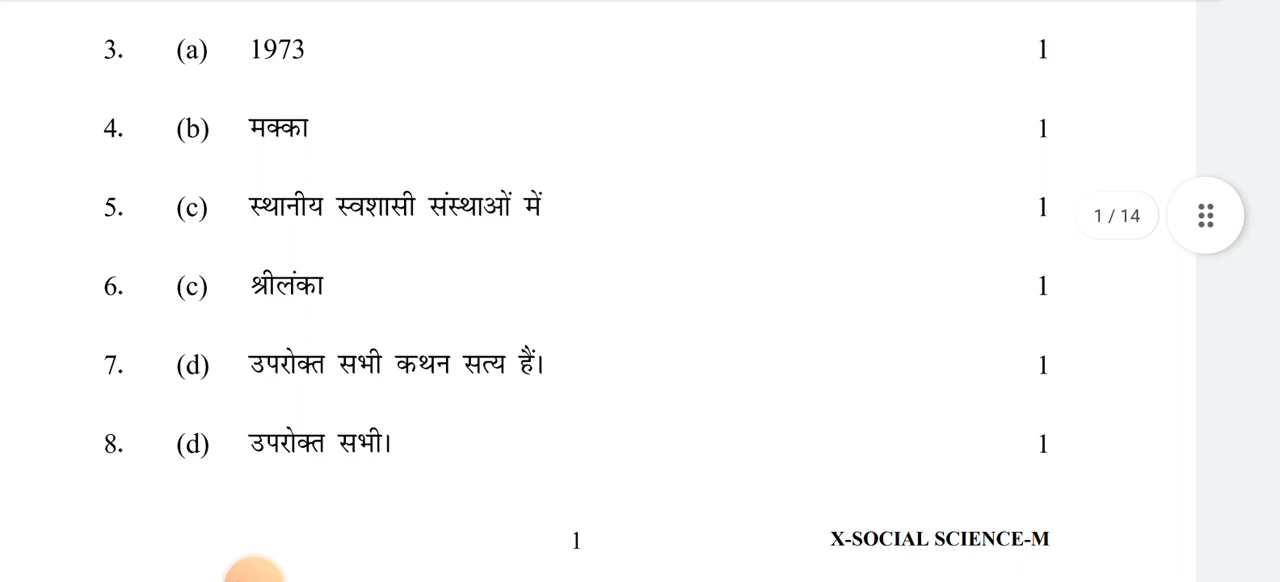 3. (a) 1973 1
4. (b) मक्का 1
5. (c) स्थानीय स्वशासी संस्थाओं में 1
1 / 14
6. (c) श्रीलंका 1
7. (d) उपरोक्त सभी कथन सत्य हैं। 1
8. (d) उपरोक्त सभी। 1
1 X-SOCIAL SCIENCE-M